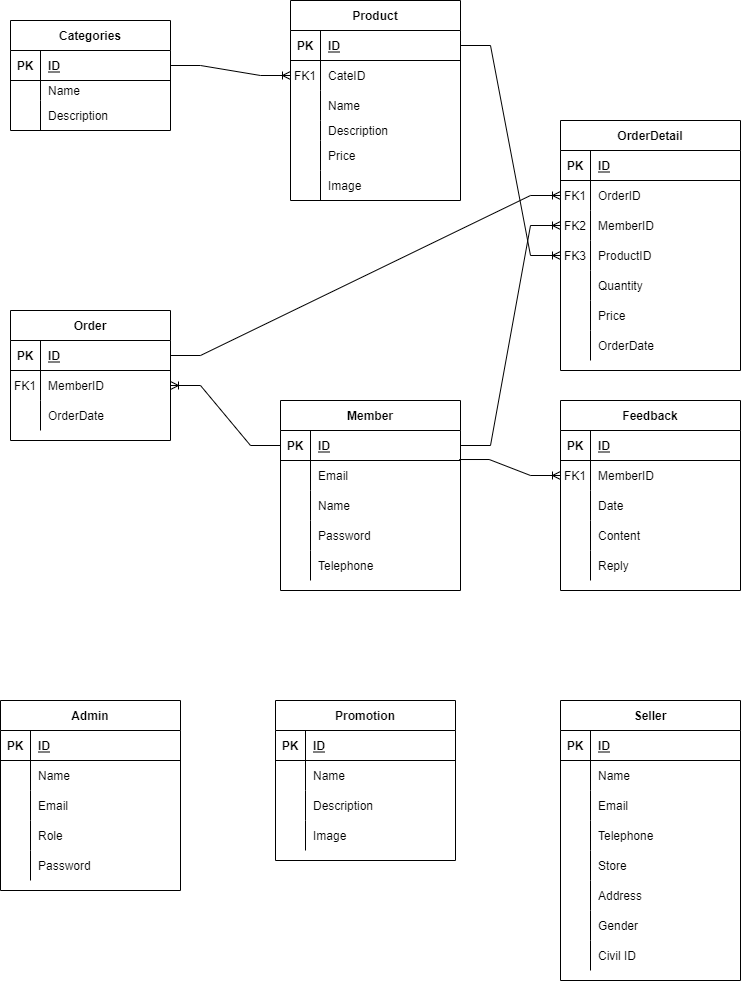 Categories
PK ID
Name
Description
Product
PK ID
FK1 CateID
Name
Description
Price
Image
OrderDetail
PK ID
FK1 OrderID
FK2 MemberID
FK3 ProductID
Quantity
Price
OrderDate
Order
PK ID
FK1 MemberID
OrderDate
Member
PK ID
Email
Name
Password
Telephone
Feedback
PK ID
FK1 MemberID
Date
Content
Reply
Admin
PK ID
Name
Email
Role
Password
Promotion
PK ID
Name
Description
Image
Seller
PK ID
Name
Email
Telephone
Store
Address
Gender
Civil ID